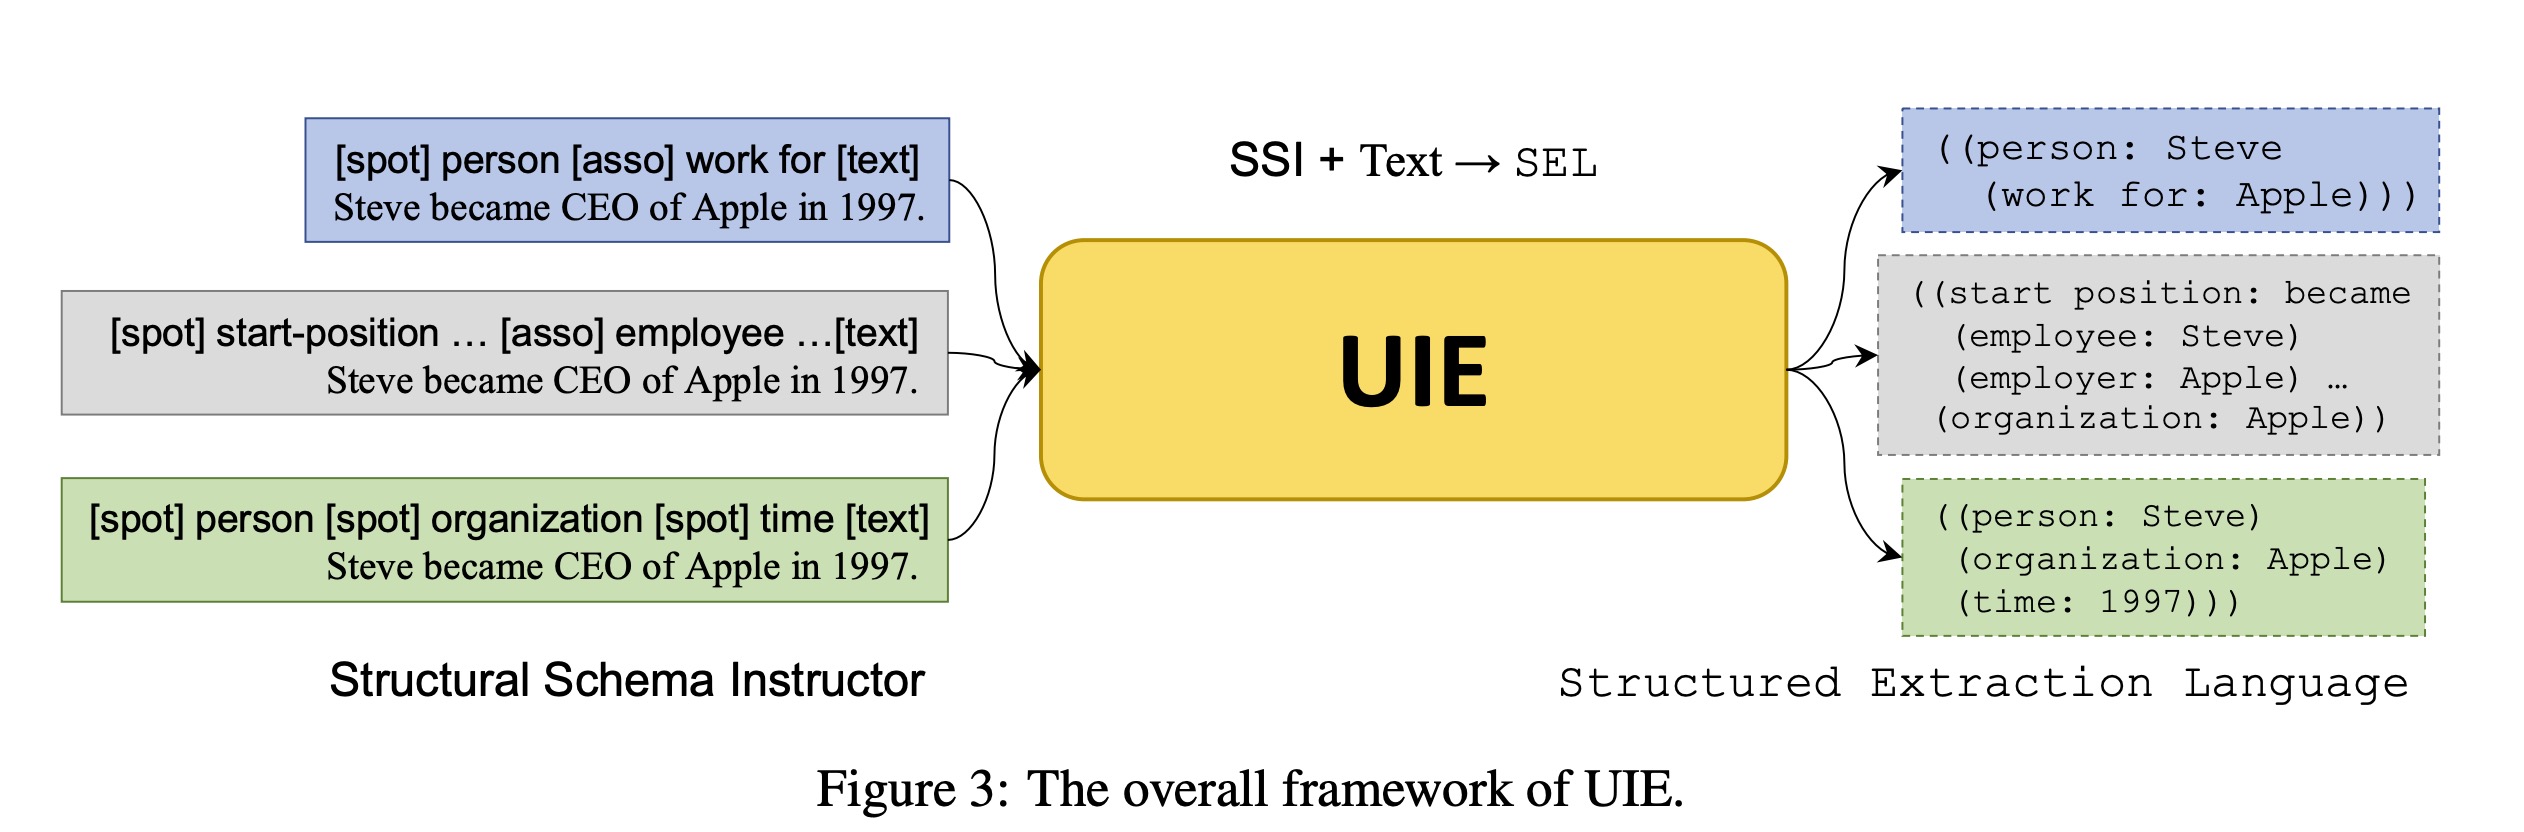 [spot] person [asso] work for [text]
Steve became CEO of Apple in 1997.
[spot] start-position … [asso] employee …[text]
Steve became CEO of Apple in 1997.
[spot] person [spot] organization [spot] time [text]
Steve became CEO of Apple in 1997.
Structural Schema Instructor
SSI + Text → SEL
UIE
((person: Steve
(work for: Apple)))
((start position: became
(employee: Steve)
(employer: Apple) …
(organization: Apple))
((person: Steve)
(organization: Apple)
(time: 1997)))
Structured Extraction Language
Figure 3: The overall framework of UIE.